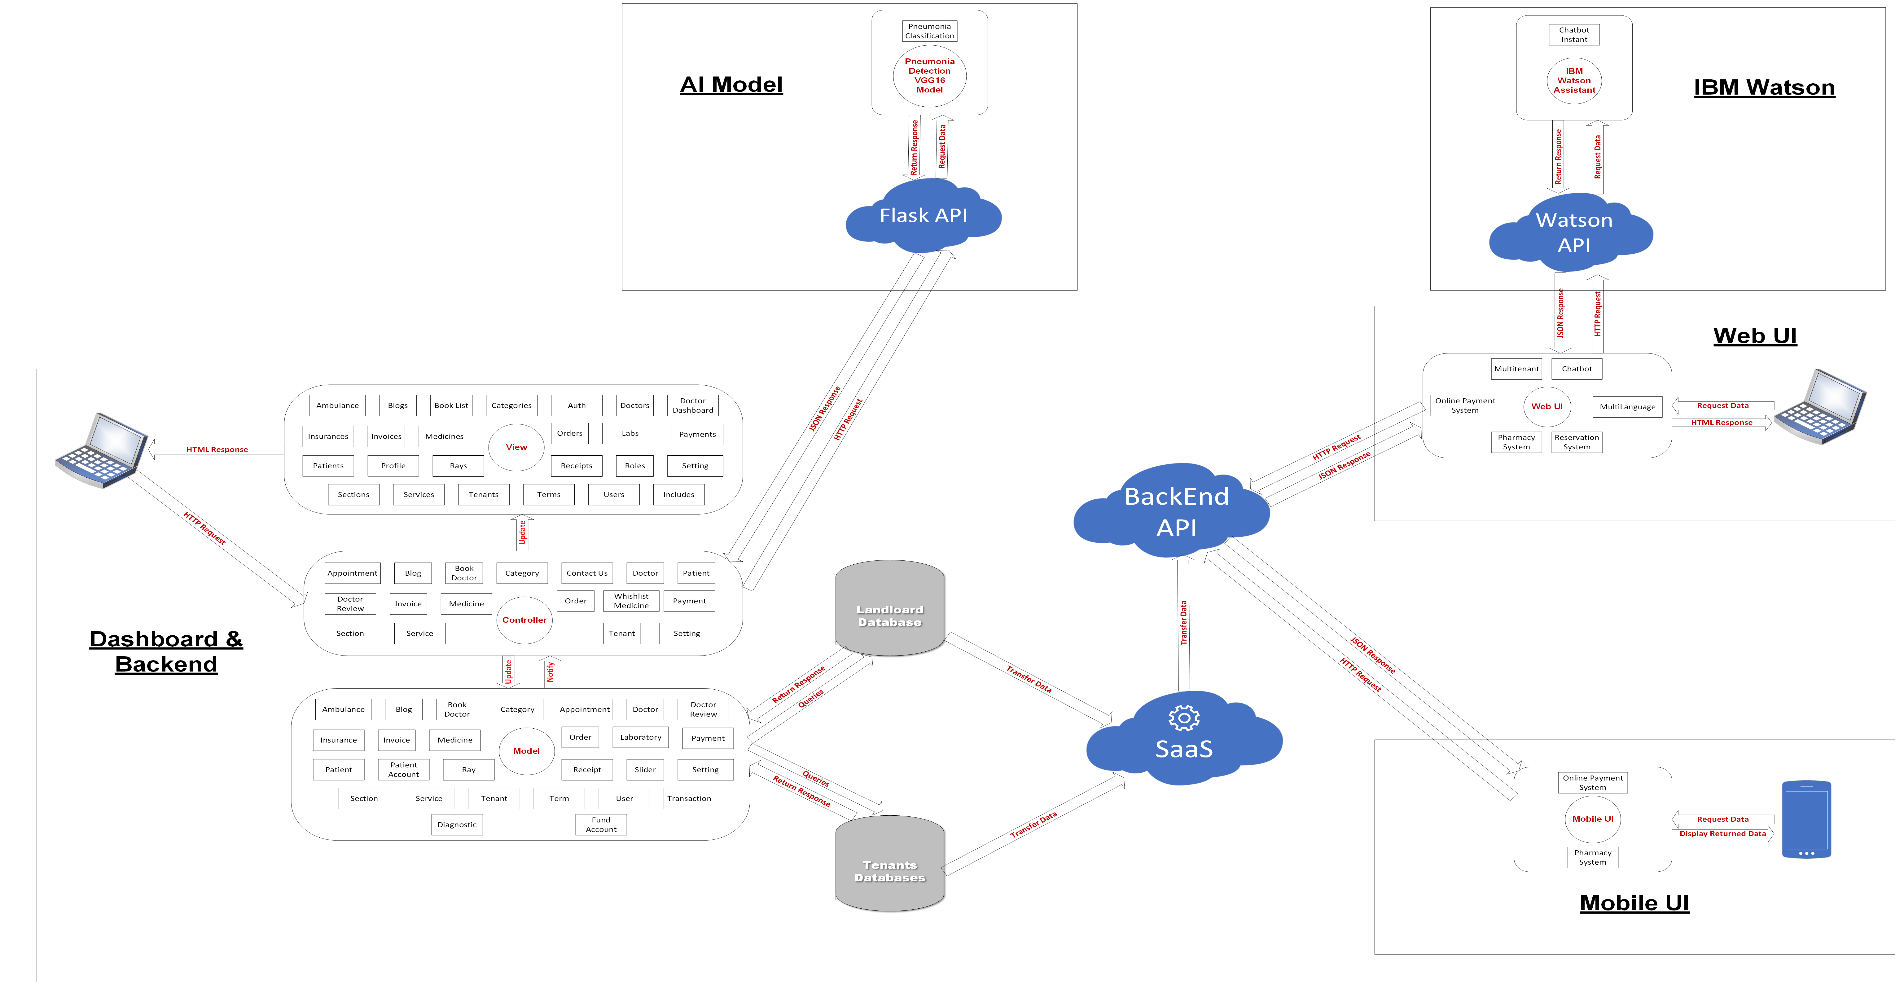 AI Model
Pneumonia
Classification
Pneumonia
Detection
VGG16
Model
Return Response
Request Data
Flask API
JSON Response
HTTP Request
IBM Watson
Chatbot
Instant
IBM
Watson
Assistant
Return Response
Request Data
Watson
API
JSON Response
HTTP Request
Web UI
Multitenant
Chatbot
Online Payment
System
Web UI
MultiLanguage
Pharmacy
System
Reservation
System
Request Data
HTML Response
HTTP Request
JSON Response
BackEnd
API
Dashboard &
Backend
HTML Response
HTTP Request
Ambulance
Blogs
Book List
Categories
Auth
Doctors
Doctor
Dashboard
Insurances
Invoices
Medicines
View
Orders
Labs
Payments
Patients
Profile
Rays
Receipts
Roles
Setting
Sections
Services
Tenants
Terms
Users
Includes
Update
Appointment
Blog
Book
Doctor
Category
Contact Us
Doctor
Patient
Doctor
Review
Invoice
Medicine
Controller
Order
Whishlist
Medicine
Payment
Section
Service
Tenant
Setting
Update
Notify
Ambulance
Blog
Book
Doctor
Category
Appointment
Doctor
Doctor
Review
Insurance
Invoice
Medicine
Model
Order
Laboratory
Payment
Patient
Patient
Account
Ray
Receipt
Slider
Setting
Section
Service
Tenant
Term
User
Transaction
Diagnostic
Fund
Account
Return Response
Queries
Queries
Return Response
Landloard
Database
Tenants
Databases
Transfer Data
Transfer Data
SaaS
Transfer Data
JSON Response
HTTP Request
Online Payment
System
Mobile UI
Pharmacy
System
Request Data
Display Returned Data
Mobile UI